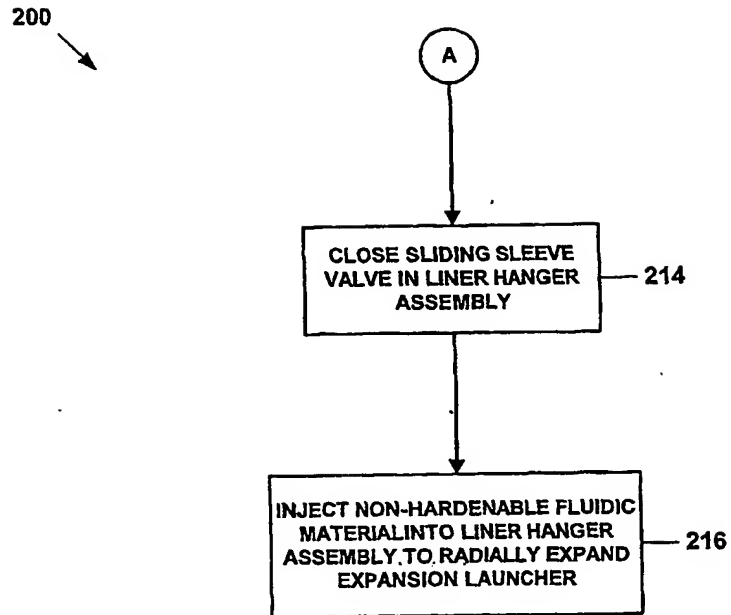 200
A
CLOSE SLIDING SLEEVE
VALVE IN LINER HANGER
ASSEMBLY
214
INJECT NON-HARDENABLE FLUIDIC
MATERIALINTO LINER HANGER
ASSEMBLY TO RADIALLY EXPAND
EXPANSION LAUNCHER
216